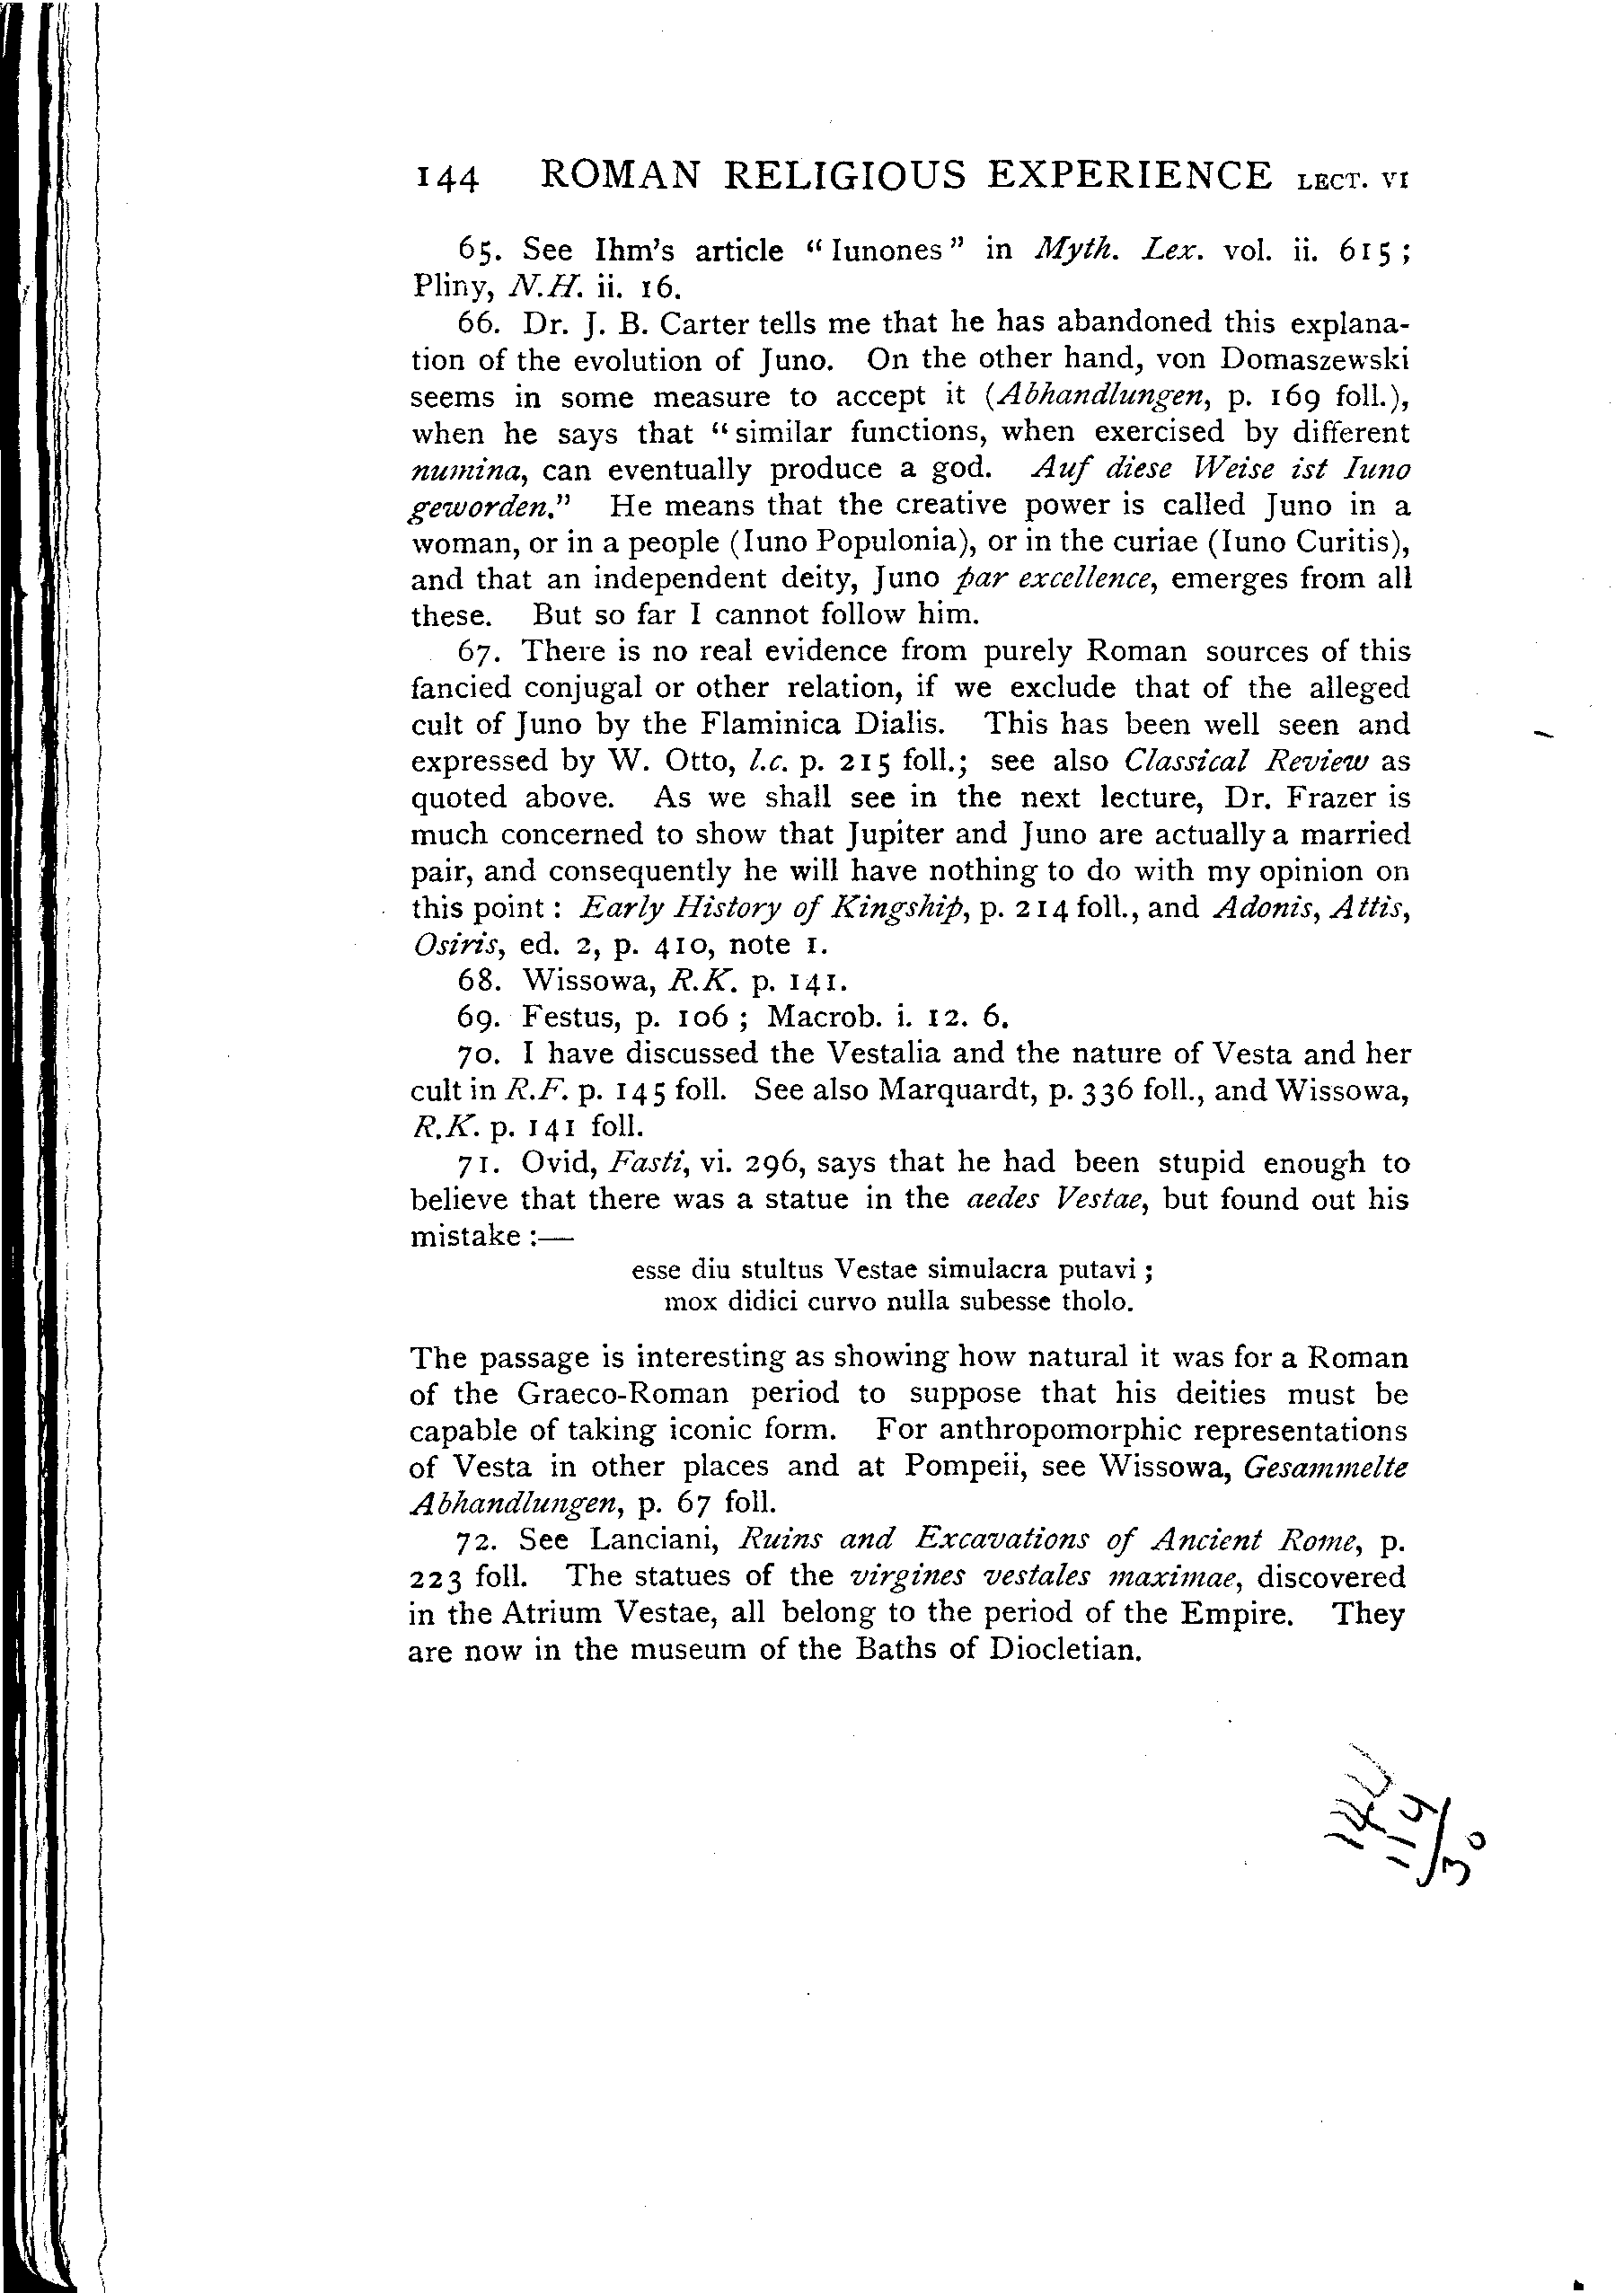 144 ROMAN RELIGIOUS EXPERIENCE LECT. VI
65. See Ihm's article “Iunones” in Myth. Lex. vol. ii. 615;
Pliny, N.H. ii. 16.
66. Dr. J. B. Carter tells me that he has abandoned this explana-
tion of the evolution of Juno. On the other hand, von Domaszewski
seems in some measure to accept it (Abhandlungen, p. 169 foll.),
when he says that “similar functions, when exercised by different
numina, can eventually produce a god. Auf diese Weise ist Iuno
geworden.” He means that the creative power is called Juno in a
woman, or in a people (Iuno Populonia), or in the curiae (Iuno Curitis),
and that an independent deity, Juno par excellence, emerges from all
these. But so far I cannot follow him.
67. There is no real evidence from purely Roman sources of this
fancied conjugal or other relation, if we exclude that of the alleged
cult of Juno by the Flaminica Dialis. This has been well seen and
expressed by W. Otto, l.c. p. 215 foll.; see also Classical Review as
quoted above. As we shall see in the next lecture, Dr. Frazer is
much concerned to show that Jupiter and Juno are actually a married
pair, and consequently he will have nothing to do with my opinion on
this point: Early History of Kingship, p. 214 foll., and Adonis, Attis,
Osiris, ed. 2, p. 410, note 1.
68. Wissowa, R.K. p. 141.
69. Festus, p. 106; Macrob. i. 12. 6.
70. I have discussed the Vestalia and the nature of Vesta and her
cult in R.F. p. 145 foll. See also Marquardt, p. 336 foll., and Wissowa,
R.K. p. 141 foll.
71. Ovid, Fasti, vi. 296, says that he had been stupid enough to
believe that there was a statue in the aedes Vestae, but found out his
mistake:—
esse diu stultus Vestae simulacra putavi;
mox didici curvo nulla subesse tholo.
The passage is interesting as showing how natural it was for a Roman
of the Graeco-Roman period to suppose that his deities must be
capable of taking iconic form. For anthropomorphic representations
of Vesta in other places and at Pompeii, see Wissowa, Gesammelte
Abhandlungen, p. 67 foll.
72. See Lanciani, Ruins and Excavations of Ancient Rome, p.
223 foll. The statues of the virgines vestales maximae, discovered
in the Atrium Vestae, all belong to the period of the Empire. They
are now in the museum of the Baths of Diocletian.